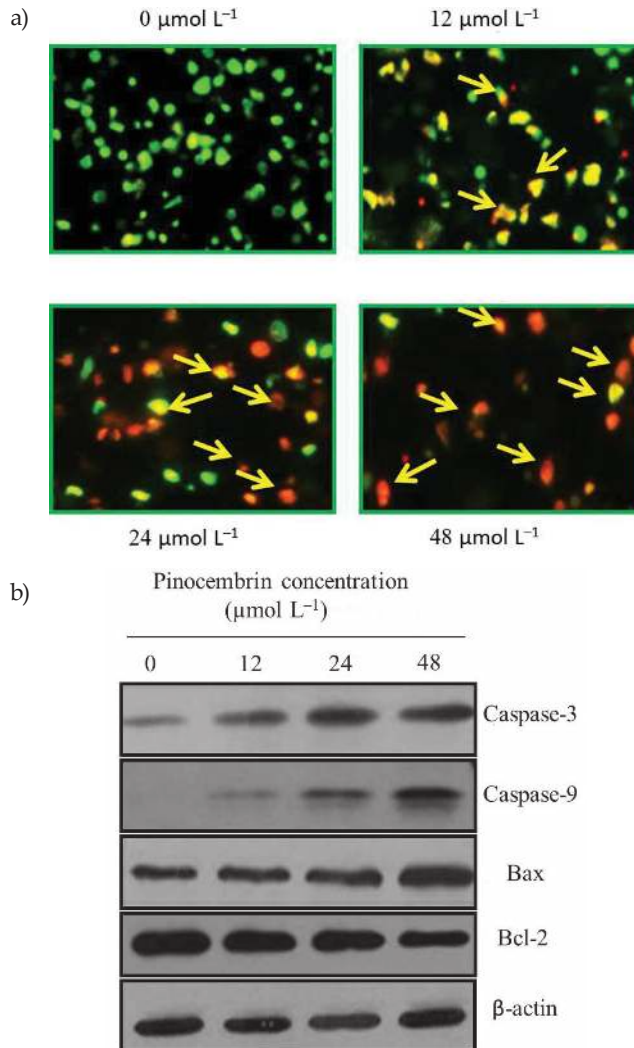 a)
0 µmol L⁻¹ 12 µmol L⁻¹
24 µmol L⁻¹ 48 µmol L⁻¹
b)
Pinocembrin concentration
(µmol L⁻¹)
0 12 24 48
Caspase-3
Caspase-9
Bax
Bcl-2
β-actin